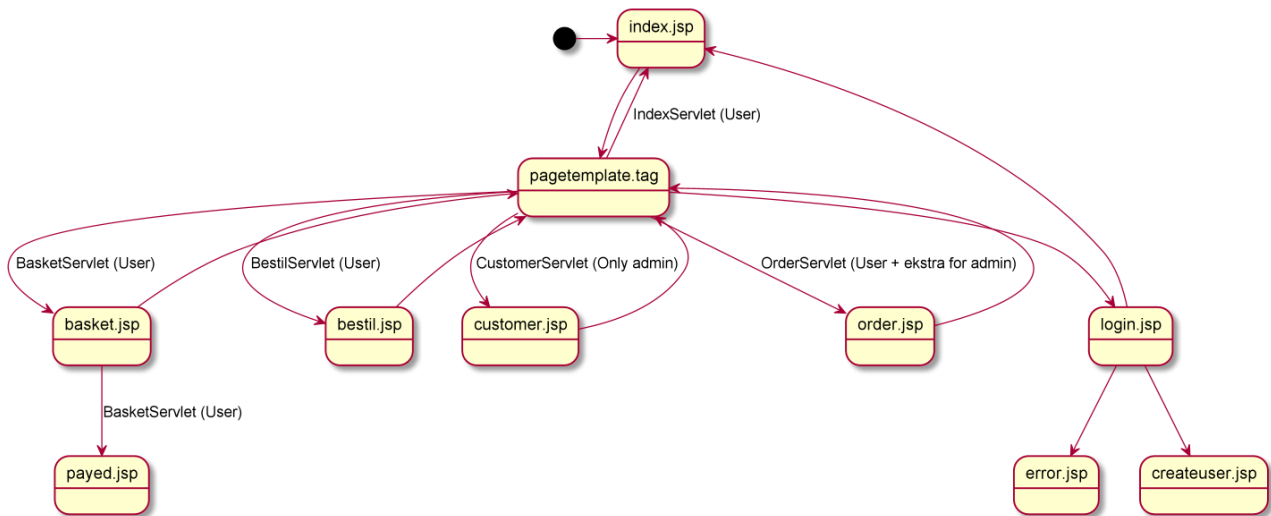 index.jsp
IndexServlet (User)
pagetemplate.tag
BasketServlet (User)
BestilServlet (User)
CustomerServlet (Only admin)
OrderServlet (User + ekstra for admin)
basket.jsp
bestil.jsp
customer.jsp
order.jsp
login.jsp
BasketServlet (User)
payed.jsp
error.jsp
createuser.jsp